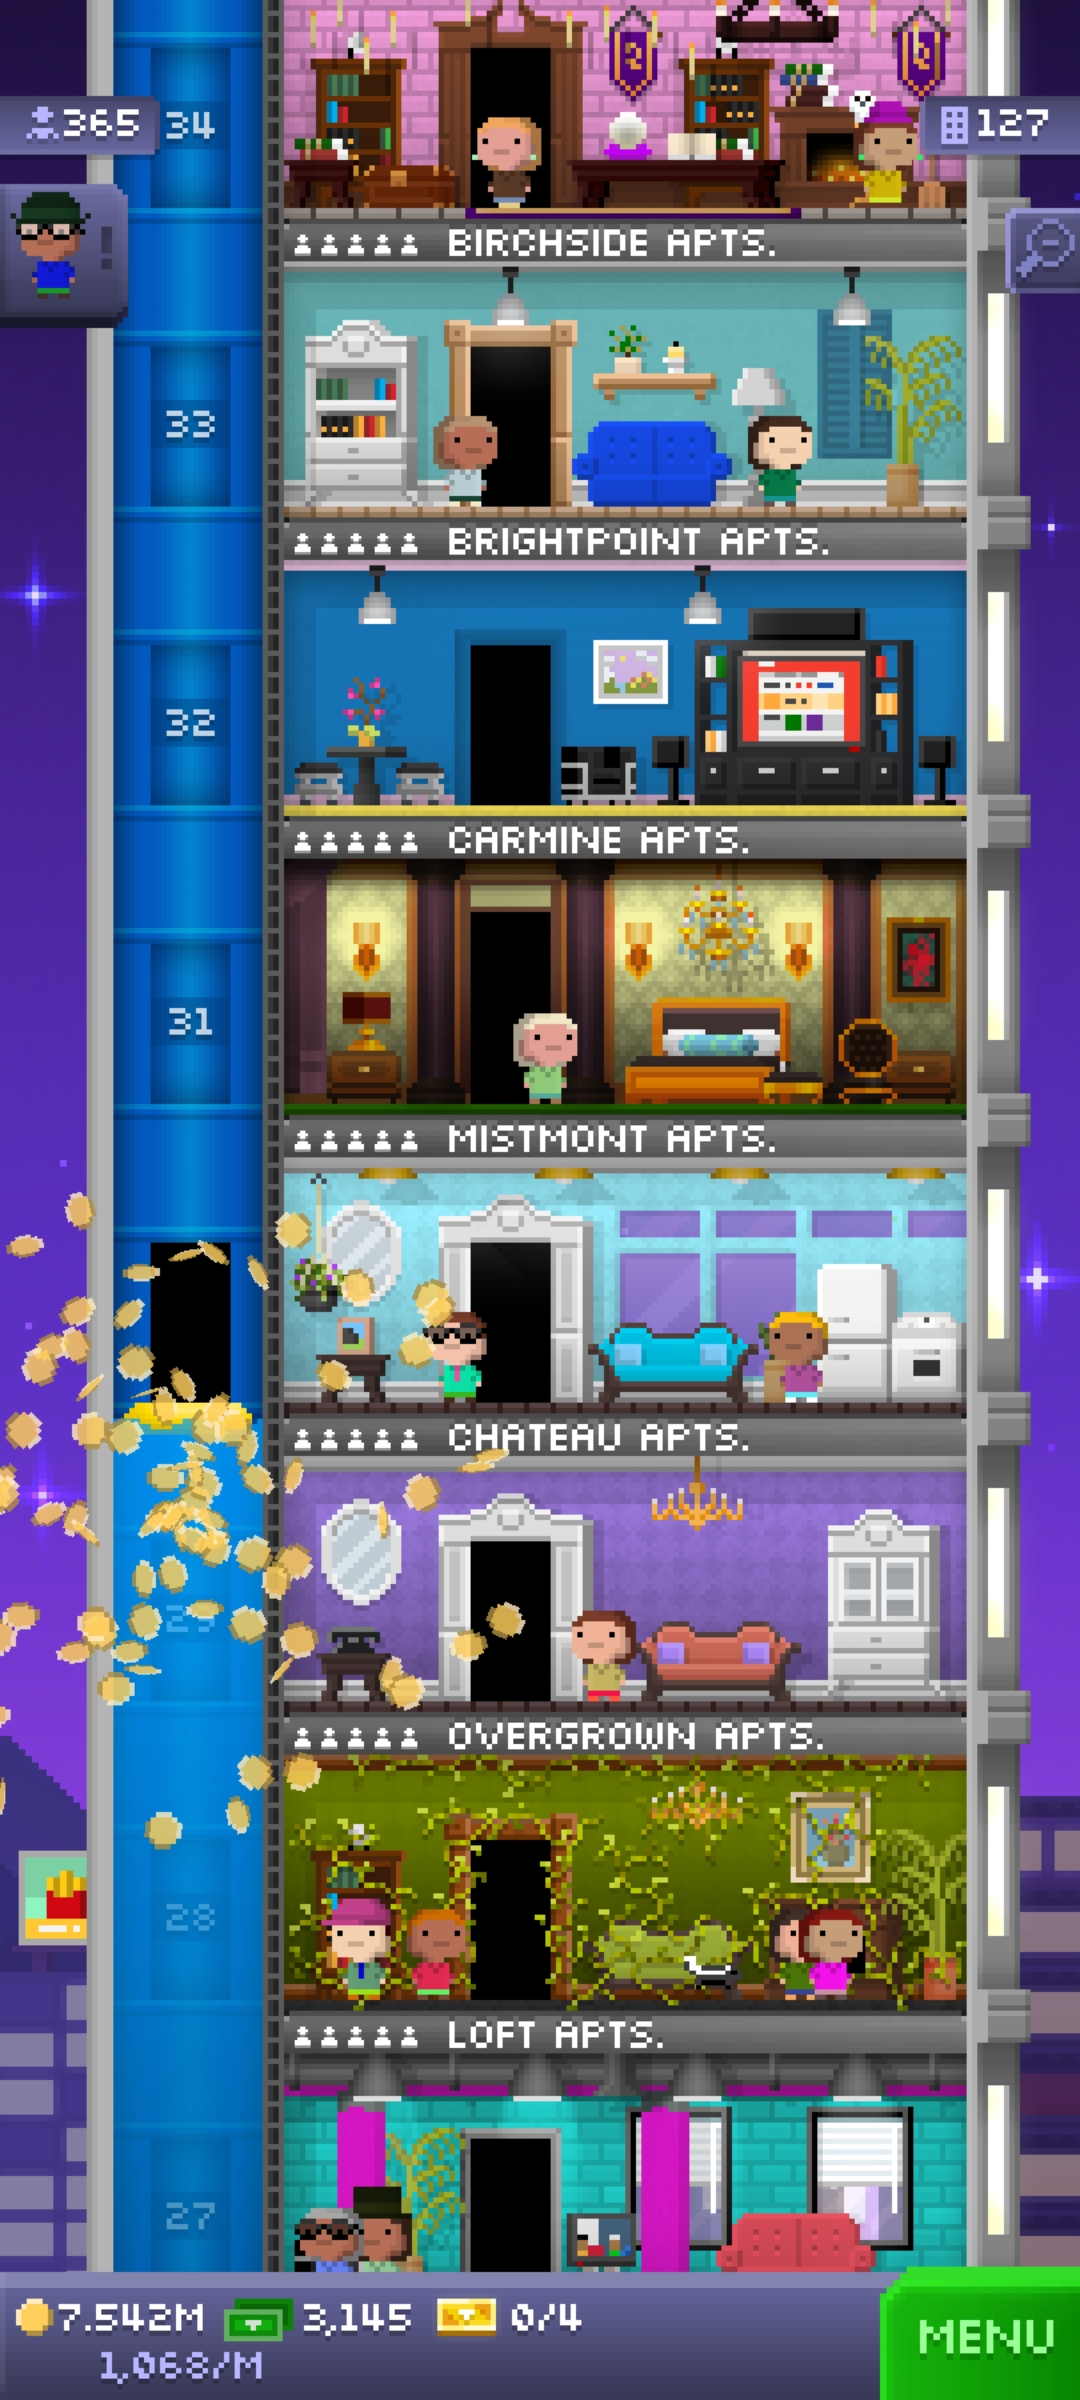 365
34
127
BIRCHSIDE APTS.
33
BRIGHTPOINT APTS.
32
CARMINE APTS.
31
MISTMONT APTS.
CHATEAU APTS.
29
OVERGROWN APTS.
28
LOFT APTS.
27
7.542M 3,145 0/4
1,068/M
MENU